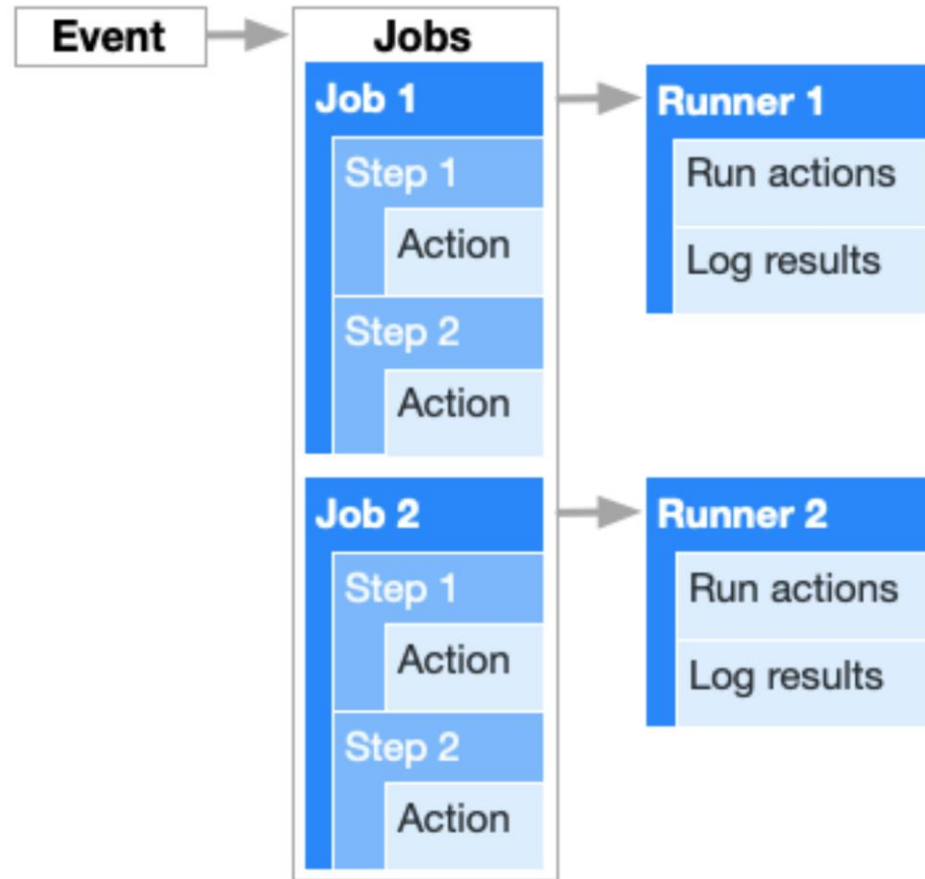 Event
Jobs
Job 1
Step 1
Action
Step 2
Action
Job 2
Step 1
Action
Step 2
Action
Runner 1
Run actions
Log results
Runner 2
Run actions
Log results